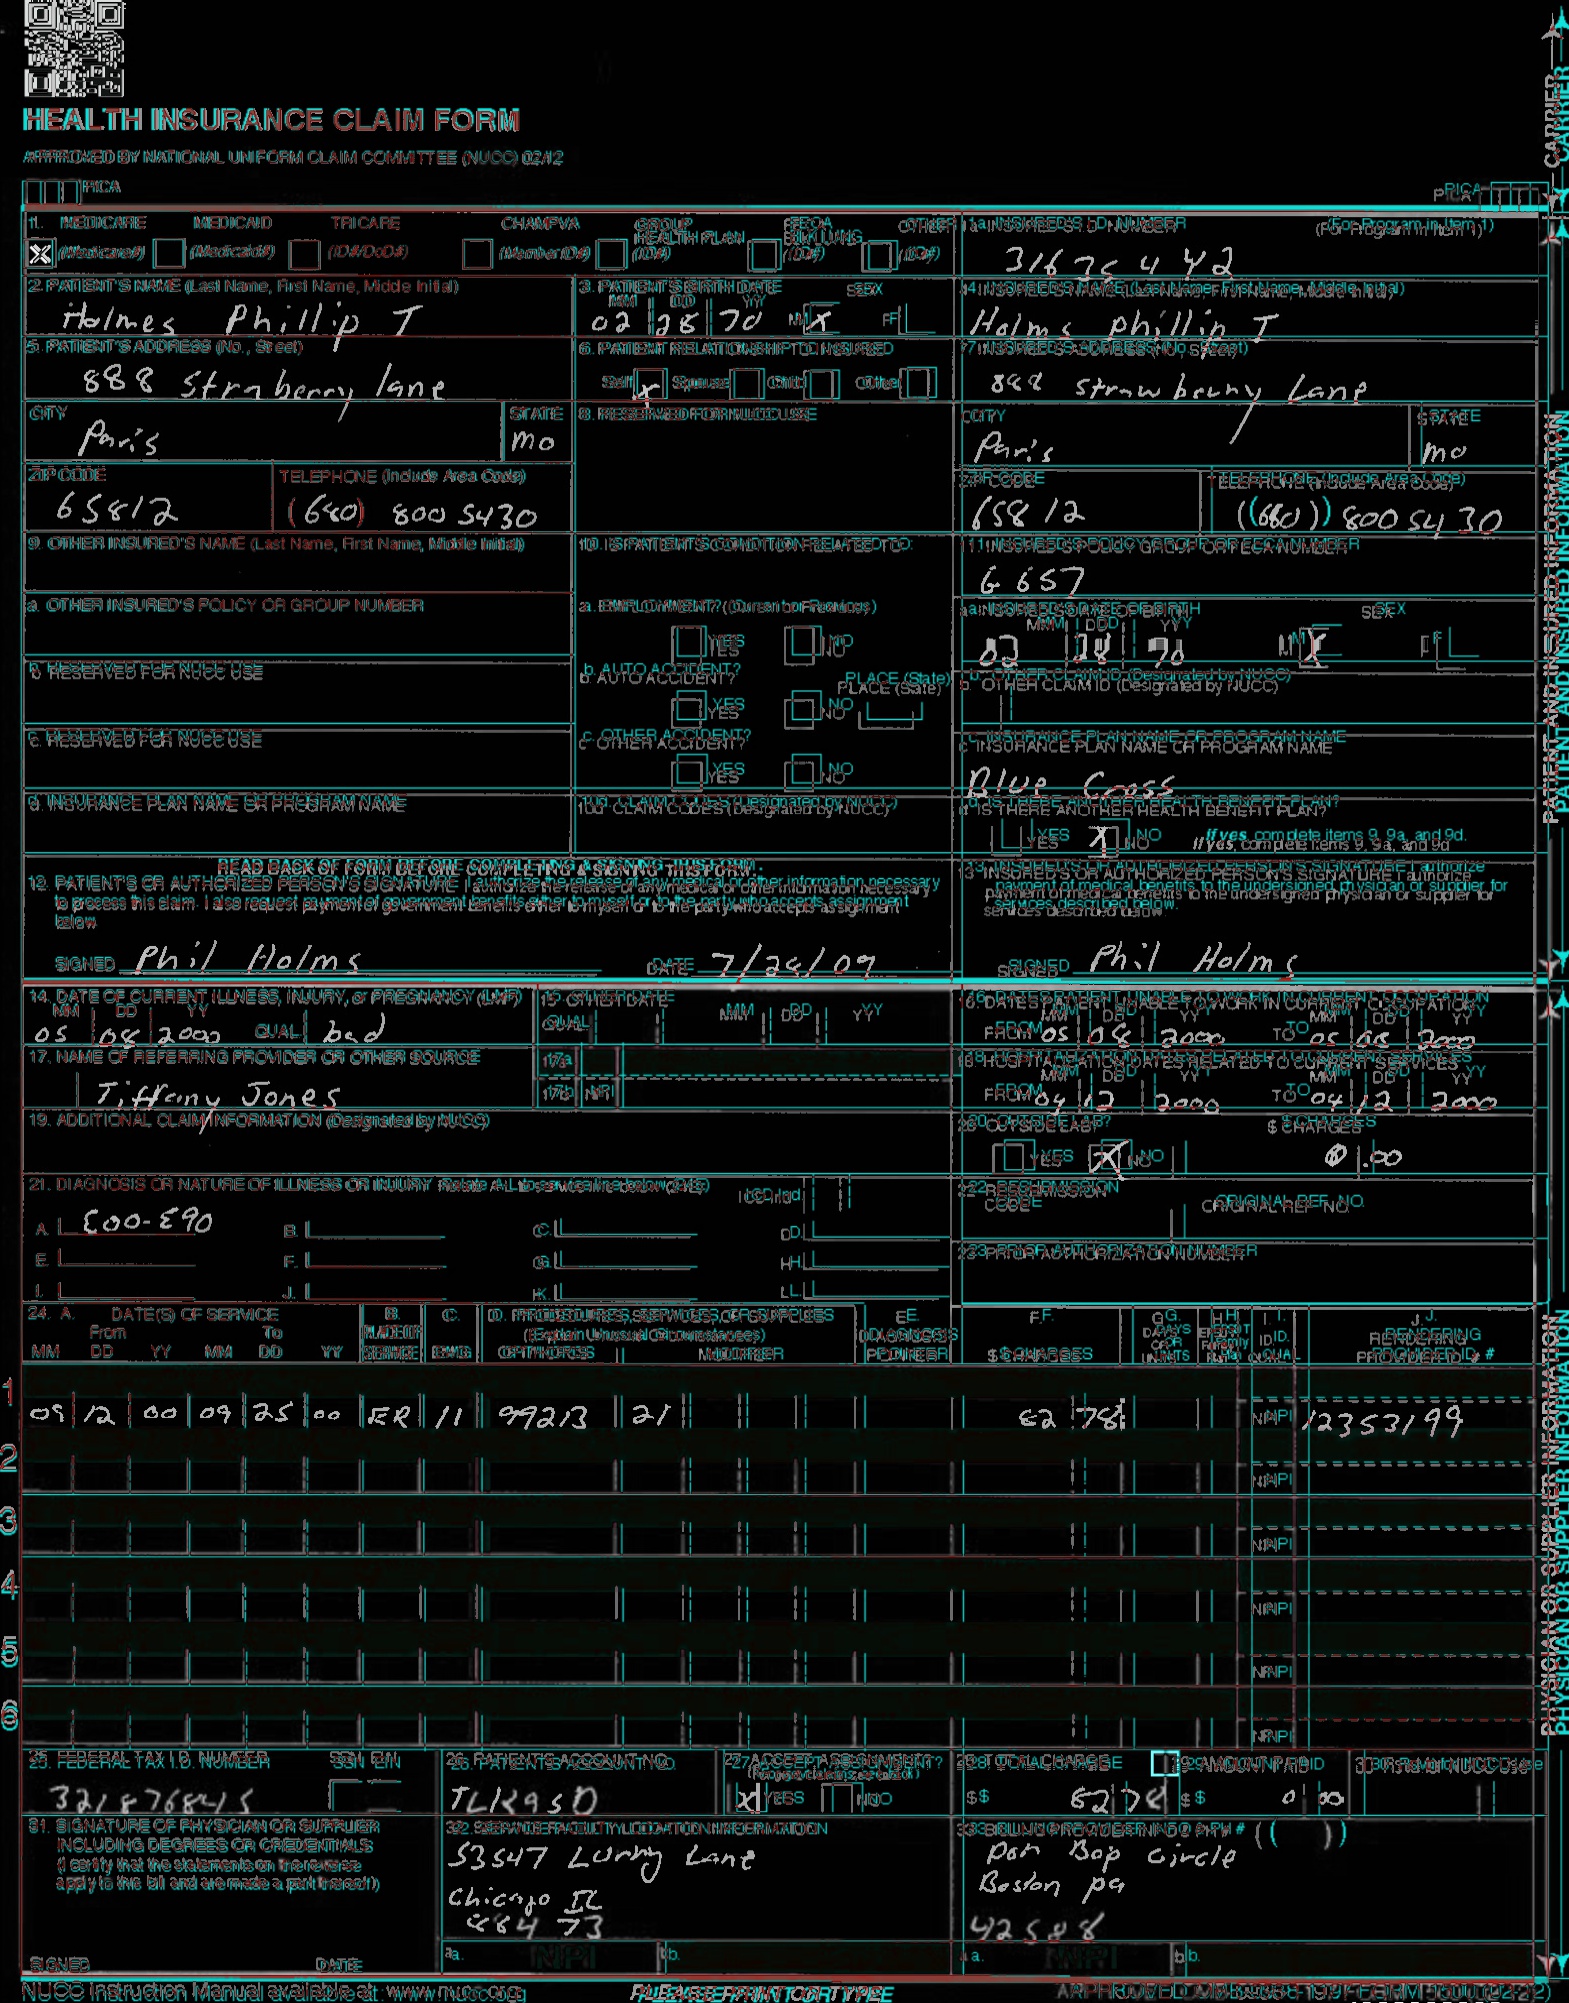 HEALTH INSURANCE CLAIM FORM
APPROVED BY NATIONAL UNIFORM CLAIM COMMITTEE (NUCC) 02/12
PICA
PICA
CARRIER
1. MEDICARE MEDICAID TRICARE CHAMPVA GROUP HEALTH PLAN FECA BLK LUNG OTHER
(Medicare#) (Medicaid#) (ID#/DoD#) (Member ID#) (ID#) (ID#) (ID#)
1a. INSURED'S I.D. NUMBER (For Program in Item 1)
2. PATIENT'S NAME (Last Name, First Name, Middle Initial)
Holmes Phillip T
3. PATIENT'S BIRTH DATE SEX
MM DD YY
02 28 70 M X F
4. INSURED'S NAME (Last Name, First Name, Middle Initial)
Holms phillip T
5. PATIENT'S ADDRESS (No., Street)
888 Straberry lane
6. PATIENT RELATIONSHIP TO INSURED
Self X Spouse Child Other
7. INSURED'S ADDRESS (No., Street)
888 strawberry Lane
CITY STATE
Paris mo
8. RESERVED FOR NUCC USE
CITY STATE
Paris mo
ZIP CODE TELEPHONE (Include Area Code)
65812 (680) 800 5430
ZIP CODE TELEPHONE (Include Area Code)
65812 (680) 800 5430
9. OTHER INSURED'S NAME (Last Name, First Name, Middle Initial)
10. IS PATIENT'S CONDITION RELATED TO:
11. INSURED'S POLICY GROUP OR FECA NUMBER
G 657
a. OTHER INSURED'S POLICY OR GROUP NUMBER
a. EMPLOYMENT? (Current or Previous)
YES NO
a. INSURED'S DATE OF BIRTH SEX
MM DD YY
02 28 70 M X F
b. RESERVED FOR NUCC USE
b. AUTO ACCIDENT? PLACE (State)
YES NO
b. OTHER CLAIM ID (Designated by NUCC)
c. RESERVED FOR NUCC USE
c. OTHER ACCIDENT?
YES NO
c. INSURANCE PLAN NAME OR PROGRAM NAME
Blue Cross
d. INSURANCE PLAN NAME OR PROGRAM NAME
10d. CLAIM CODES (Designated by NUCC)
d. IS THERE ANOTHER HEALTH BENEFIT PLAN?
YES X NO If yes, complete items 9, 9a, and 9d.
READ BACK OF FORM BEFORE COMPLETING & SIGNING THIS FORM.
12. PATIENT'S OR AUTHORIZED PERSON'S SIGNATURE I authorize the release of any medical or other information necessary
to process this claim. I also request payment of government benefits either to myself or to the party who accepts assignment
below.
SIGNED Phil Holms DATE 7/28/09
13. INSURED'S OR AUTHORIZED PERSON'S SIGNATURE I authorize
payment of medical benefits to the undersigned physician or supplier for
services described below.
SIGNED Phil Holms
PATIENT AND INSURED INFORMATION
14. DATE OF CURRENT ILLNESS, INJURY, or PREGNANCY (LMP)
MM DD YY
05 08 2000 QUAL. bad
15. OTHER DATE
QUAL. MM DD YY
16. DATES PATIENT UNABLE TO WORK IN CURRENT OCCUPATION
MM DD YY MM DD YY
FROM 05 08 2000 TO 05 08 2000
17. NAME OF REFERRING PROVIDER OR OTHER SOURCE
Tiffany Jones
17a.
17b. NPI
18. HOSPITALIZATION DATES RELATED TO CURRENT SERVICES
MM DD YY MM DD YY
FROM 04 12 2000 TO 04 12 2000
19. ADDITIONAL CLAIM INFORMATION (Designated by NUCC)
20. OUTSIDE LAB? $ CHARGES
YES X NO 0 .00
21. DIAGNOSIS OR NATURE OF ILLNESS OR INJURY Relate A-L to service line below (24E) ICD Ind.
A. E00-E90 B. C. D.
E. F. G. H.
I. J. K. L.
22. RESUBMISSION CODE ORIGINAL REF. NO.
23. PRIOR AUTHORIZATION NUMBER
24. A. DATE(S) OF SERVICE B. C. D. PROCEDURES, SERVICES, OR SUPPLIES E. F. G. H. I. J.
From To PLACE OF (Explain Unusual Circumstances) DIAGNOSIS DAYS OR UNITS ID. RENDERING
MM DD YY MM DD YY SERVICE EMG CPT/HCPCS MODIFIER POINTER $ CHARGES QUAL. PROVIDER ID. #
1 09 12 00 09 25 00 ER 11 99213 21 62 78 NPI 12353199
2 NPI
3 NPI
4 NPI
5 NPI
6 NPI
25. FEDERAL TAX I.D. NUMBER SSN EIN
321876845
26. PATIENT'S ACCOUNT NO.
TLK950
27. ACCEPT ASSIGNMENT?
X YES NO
28. TOTAL CHARGE
$ 62 78
29. AMOUNT PAID
$ 0 00
30. Rsvd for NUCC Use
31. SIGNATURE OF PHYSICIAN OR SUPPLIER
INCLUDING DEGREES OR CREDENTIALS
(I certify that the statements on the reverse
apply to this bill and are made a part thereof.)
SIGNED DATE
32. SERVICE FACILITY LOCATION INFORMATION
53547 Lane
Chicago IL
88473
a. NPI b.
33. BILLING PROVIDER INFO & PH # ( )
Bop circle
Boston pa
42588
a. NPI b.
PHYSICIAN OR SUPPLIER INFORMATION
NUCC Instruction Manual available at: www.nucc.org
PLEASE PRINT OR TYPE